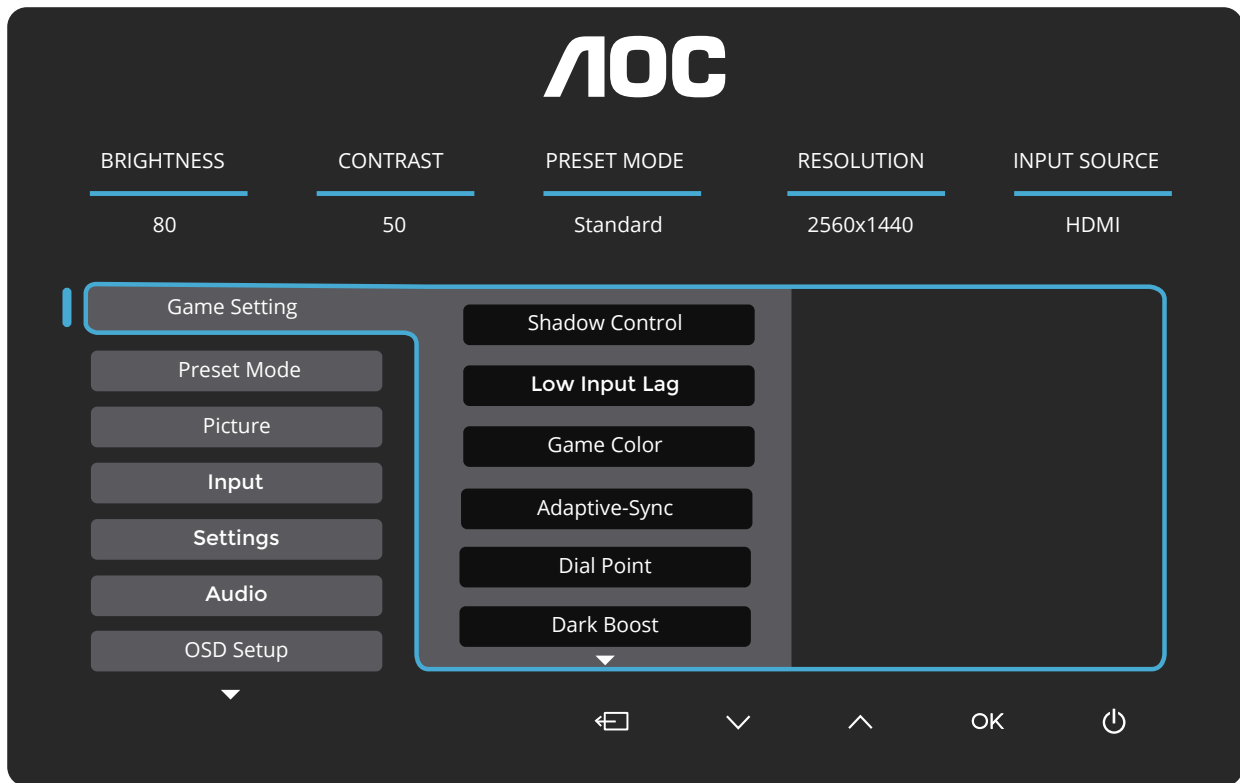 AOC
BRIGHTNESS CONTRAST PRESET MODE RESOLUTION INPUT SOURCE
80 50 Standard 2560x1440 HDMI
Game Setting
Preset Mode
Picture
Input
Settings
Audio
OSD Setup
Shadow Control
Low Input Lag
Game Color
Adaptive-Sync
Dial Point
Dark Boost
OK